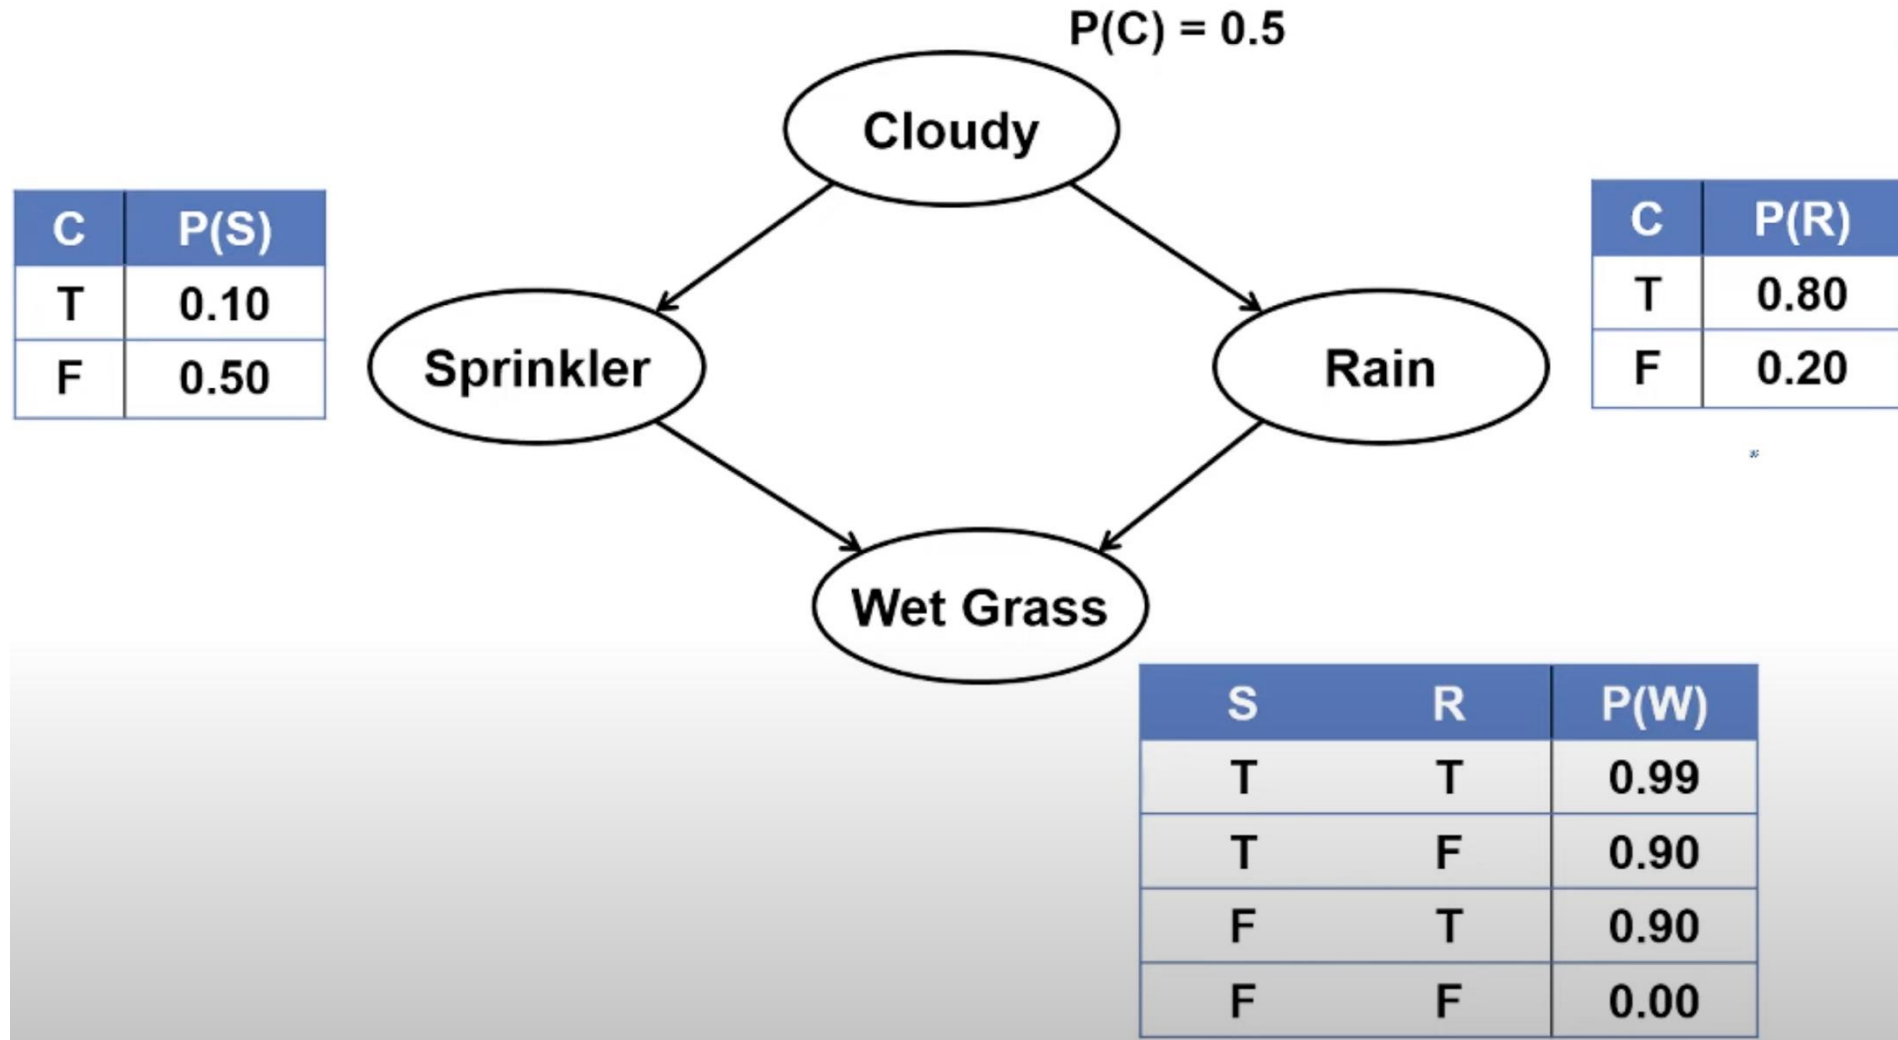 P(C) = 0.5
Cloudy
C P(S)
T 0.10
F 0.50
C P(R)
T 0.80
F 0.20
Sprinkler
Rain
Wet Grass
S R P(W)
T T 0.99
T F 0.90
F T 0.90
F F 0.00